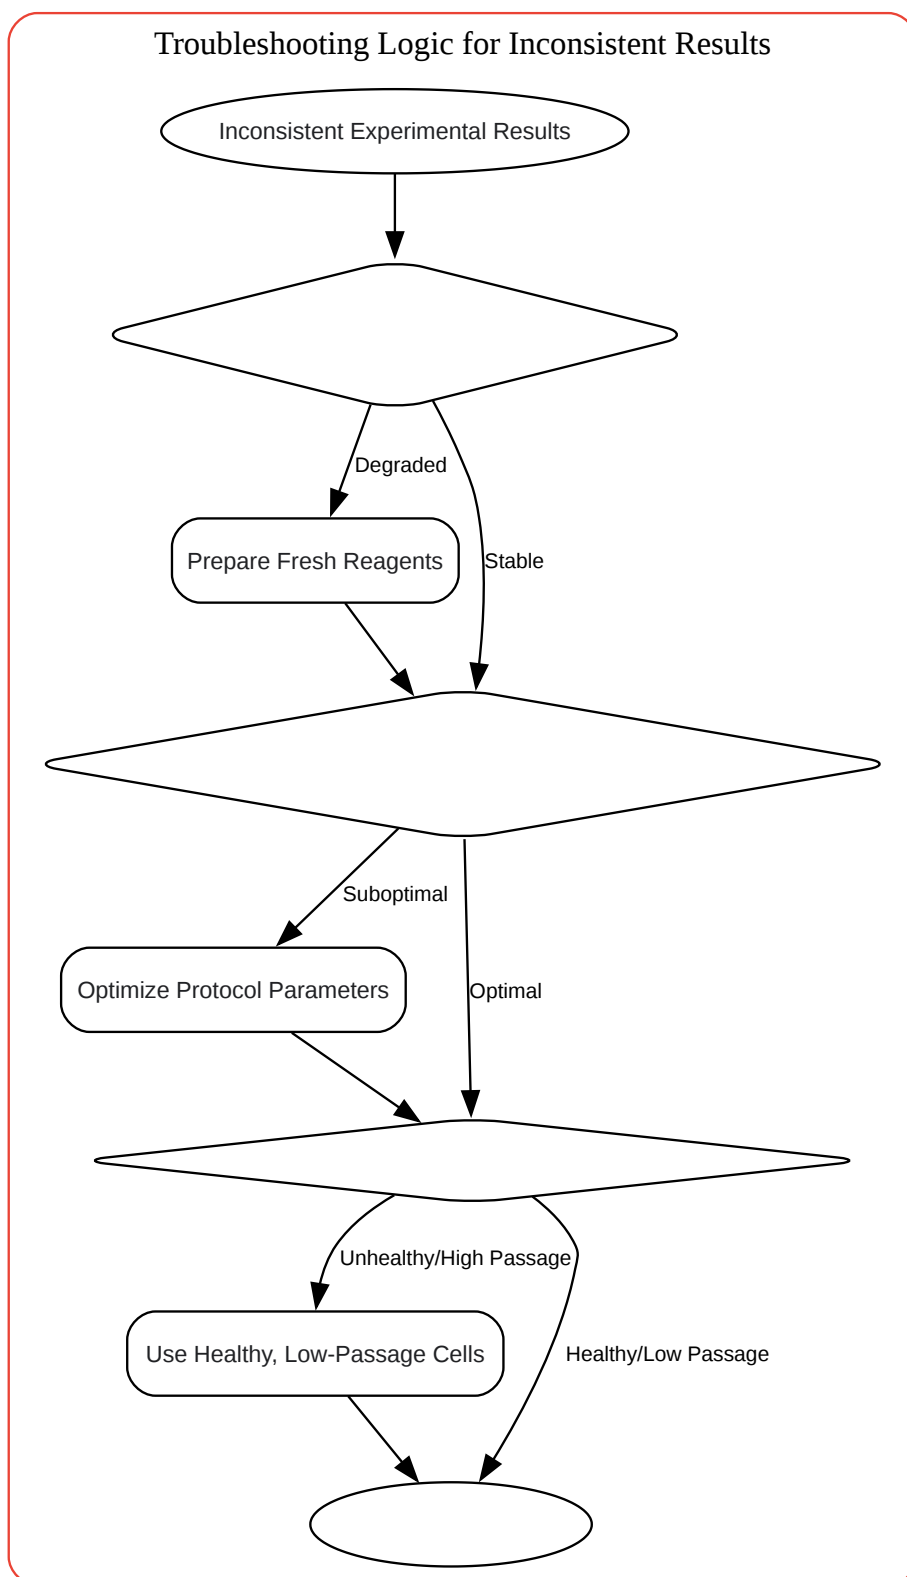 Troubleshooting Logic for Inconsistent Results
Inconsistent Experimental Results
Degraded
Prepare Fresh Reagents
Stable
Suboptimal
Optimize Protocol Parameters
Optimal
Unhealthy/High Passage
Use Healthy, Low-Passage Cells
Healthy/Low Passage